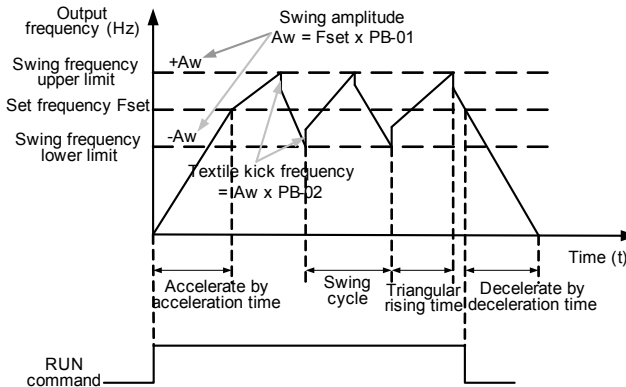 Output
frequency (Hz)
Swing amplitude
Aw = Fset x PB-01
Swing frequency
upper limit
+Aw
Set frequency Fset
-Aw
Swing frequency
lower limit
Textile kick frequency
= Aw x PB-02
Time (t)
Accelerate by
acceleration time
Swing
cycle
Triangular
rising time
Decelerate by
deceleration time
RUN
command